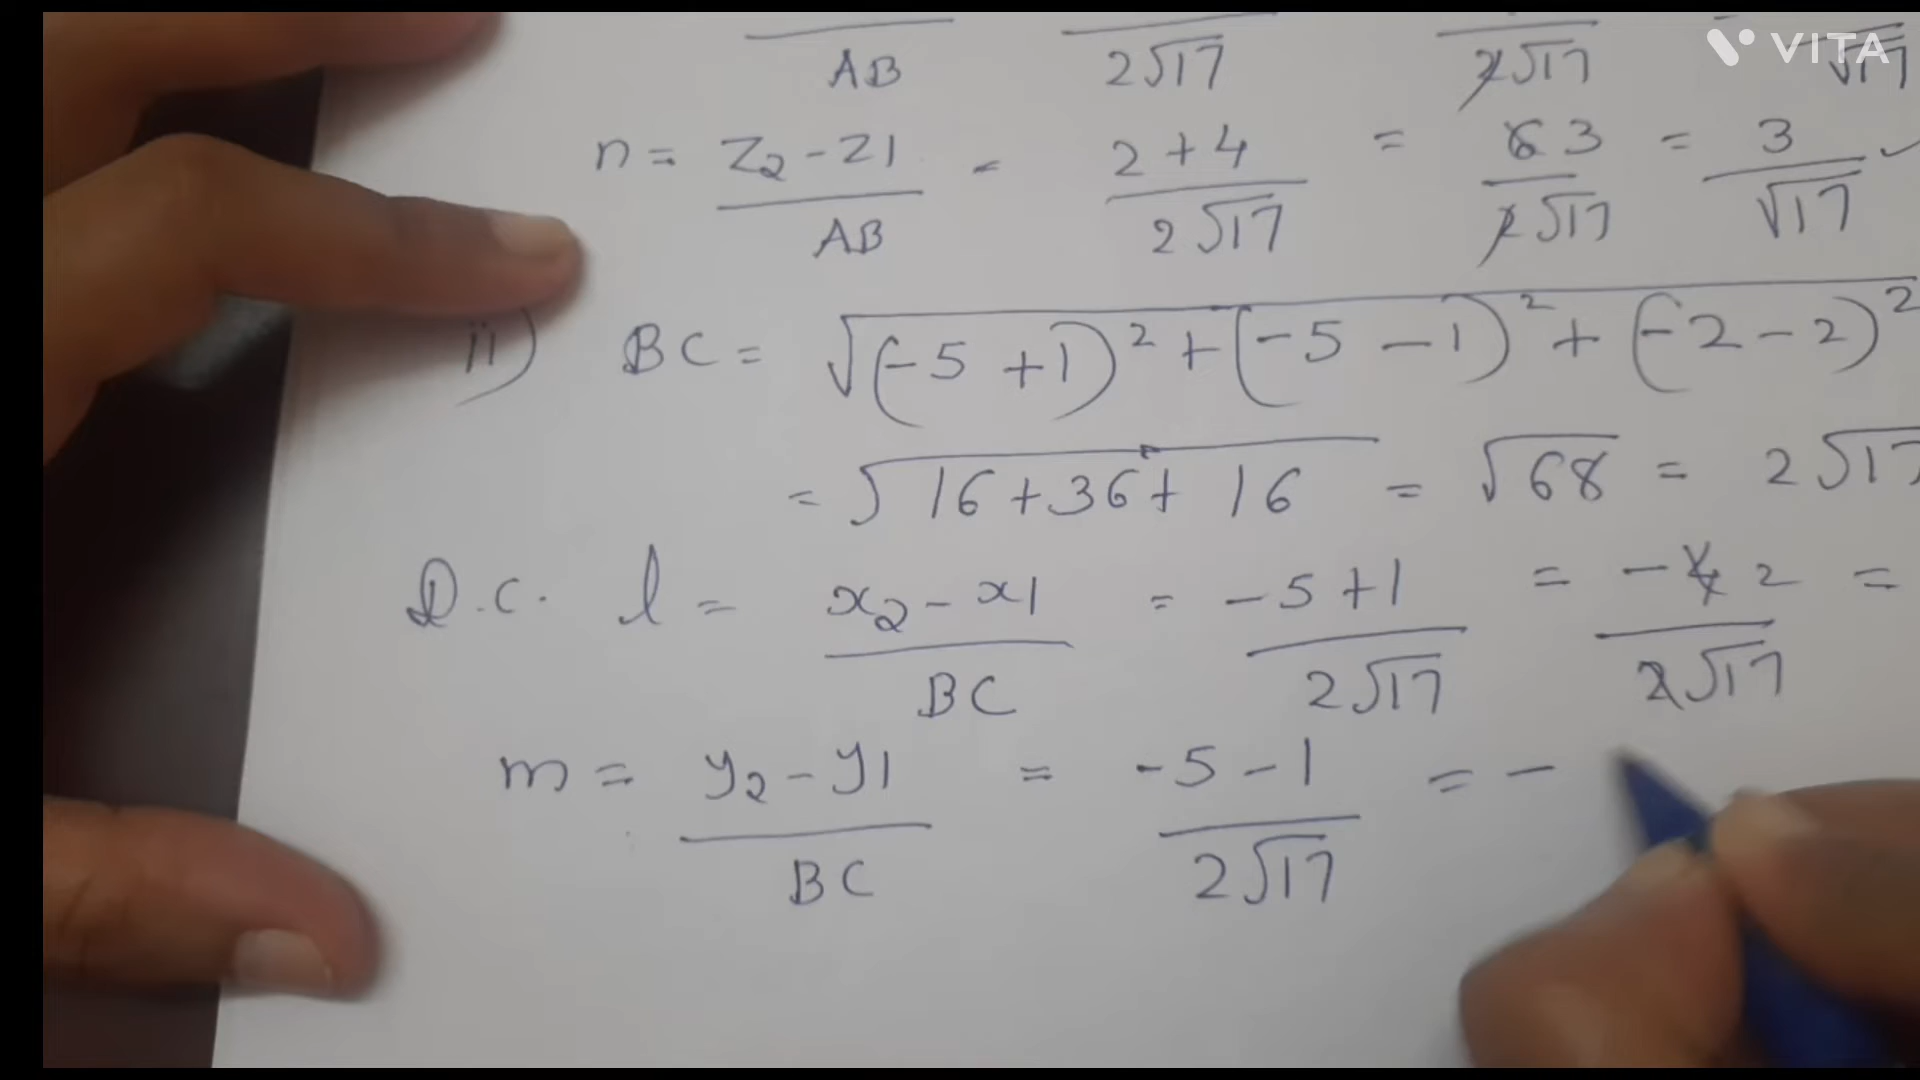 VITA
AB 2√17 2√17 √17
n = Z2 - Z1 / AB = 2 + 4 / 2√17 = 6 3 / 2√17 = 3 / √17 ✓
ii) BC = √(-5 + 1)² + (-5 - 1)² + (-2 - 2)²
= √16 + 36 + 16 = √68 = 2√17
D.C. l = x2 - x1 / BC = -5 + 1 / 2√17 = -4 2 / 2√17 =
m = y2 - y1 / BC = -5 - 1 / 2√17 = -